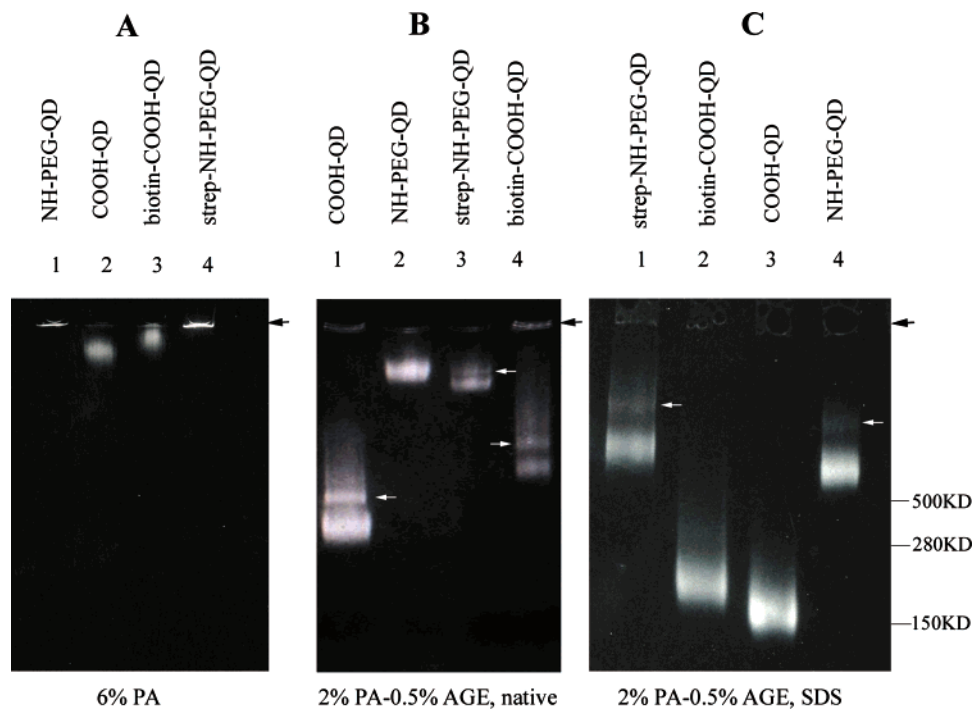 A
NH-PEG-QD
COOH-QD
biotin-COOH-QD
strep-NH-PEG-QD
1 2 3 4
6% PA
B
COOH-QD
NH-PEG-QD
strep-NH-PEG-QD
biotin-COOH-QD
1 2 3 4
2% PA-0.5% AGE, native
C
strep-NH-PEG-QD
biotin-COOH-QD
COOH-QD
NH-PEG-QD
1 2 3 4
500KD
280KD
150KD
2% PA-0.5% AGE, SDS